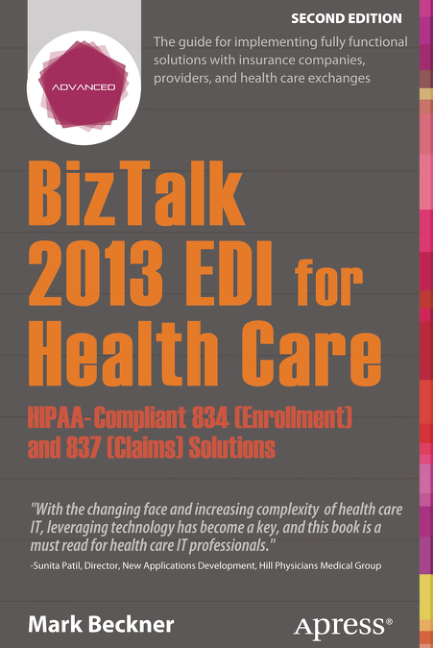 SECOND EDITION
The guide for implementing fully functional
solutions with insurance companies,
providers, and health care exchanges
ADVANCED
BizTalk
2013 EDI for
Health Care
HIPAA-Compliant 834 (Enrollment)
and 837 (Claims) Solutions
"With the changing face and increasing complexity of health care
IT, leveraging technology has become a key, and this book is a
must read for health care IT professionals."
-Sunita Patil, Director, New Applications Development, Hill Physicians Medical Group
Mark Beckner
Apress®